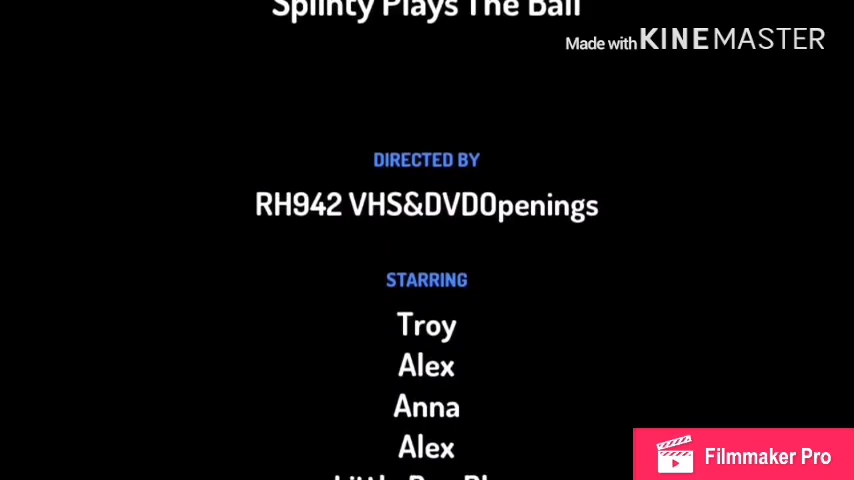 Splinty Plays The Ball
Made with KINEMASTER
DIRECTED BY
RH942 VHS&DVDOpenings
STARRING
Troy
Alex
Anna
Alex
Filmmaker Pro